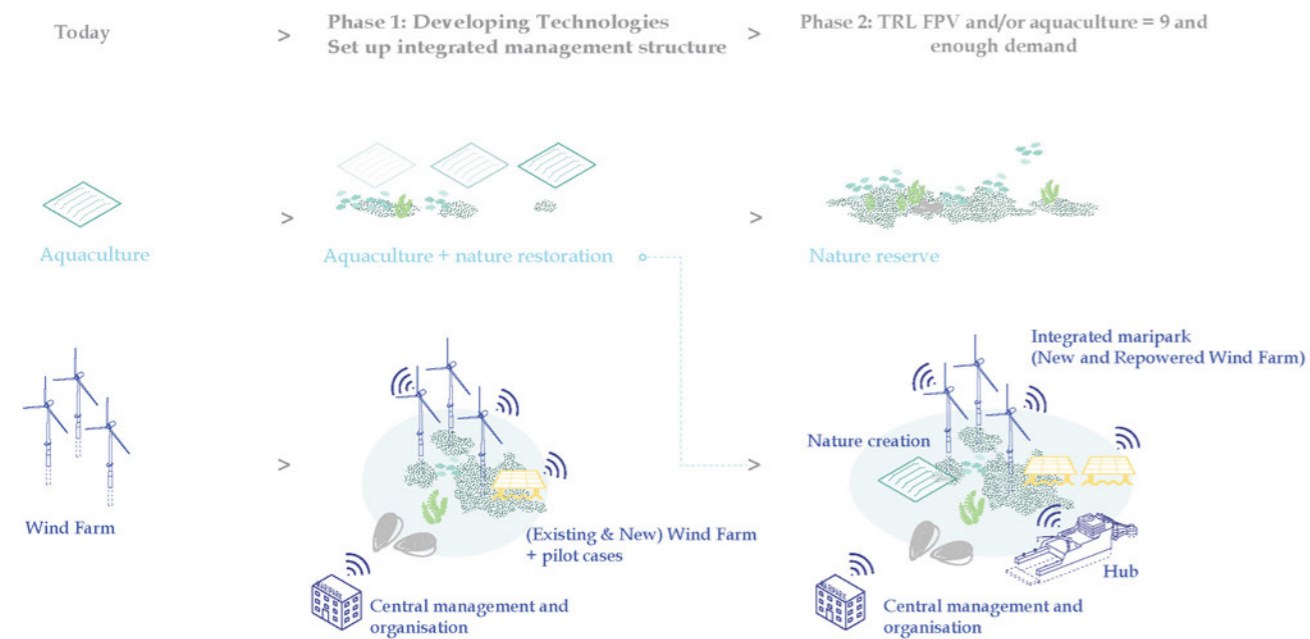 Today
>
Phase 1: Developing Technologies
Set up integrated management structure
>
Phase 2: TRL FPV and/or aquaculture = 9 and
enough demand
>
>
Aquaculture
Aquaculture + nature restoration
Nature reserve
Integrated maripark
(New and Repowered Wind Farm)
Nature creation
>
>
Wind Farm
(Existing & New) Wind Farm
+ pilot cases
Hub
MARIPARK
Central management and
organisation
MARIPARK
Central management and
organisation